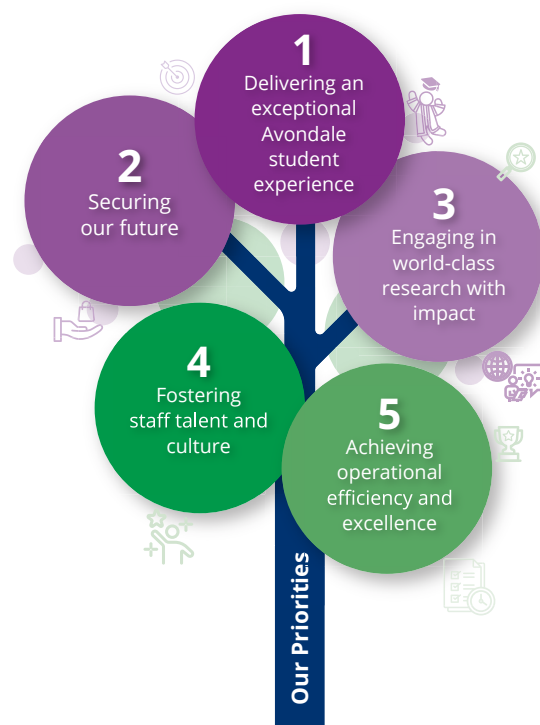 1
Delivering an
exceptional
Avondale
student
experience
2
Securing
our future
3
Engaging in
world-class
research with
impact
4
Fostering
staff talent and
culture
5
Achieving
operational
efficiency and
excellence
Our Priorities